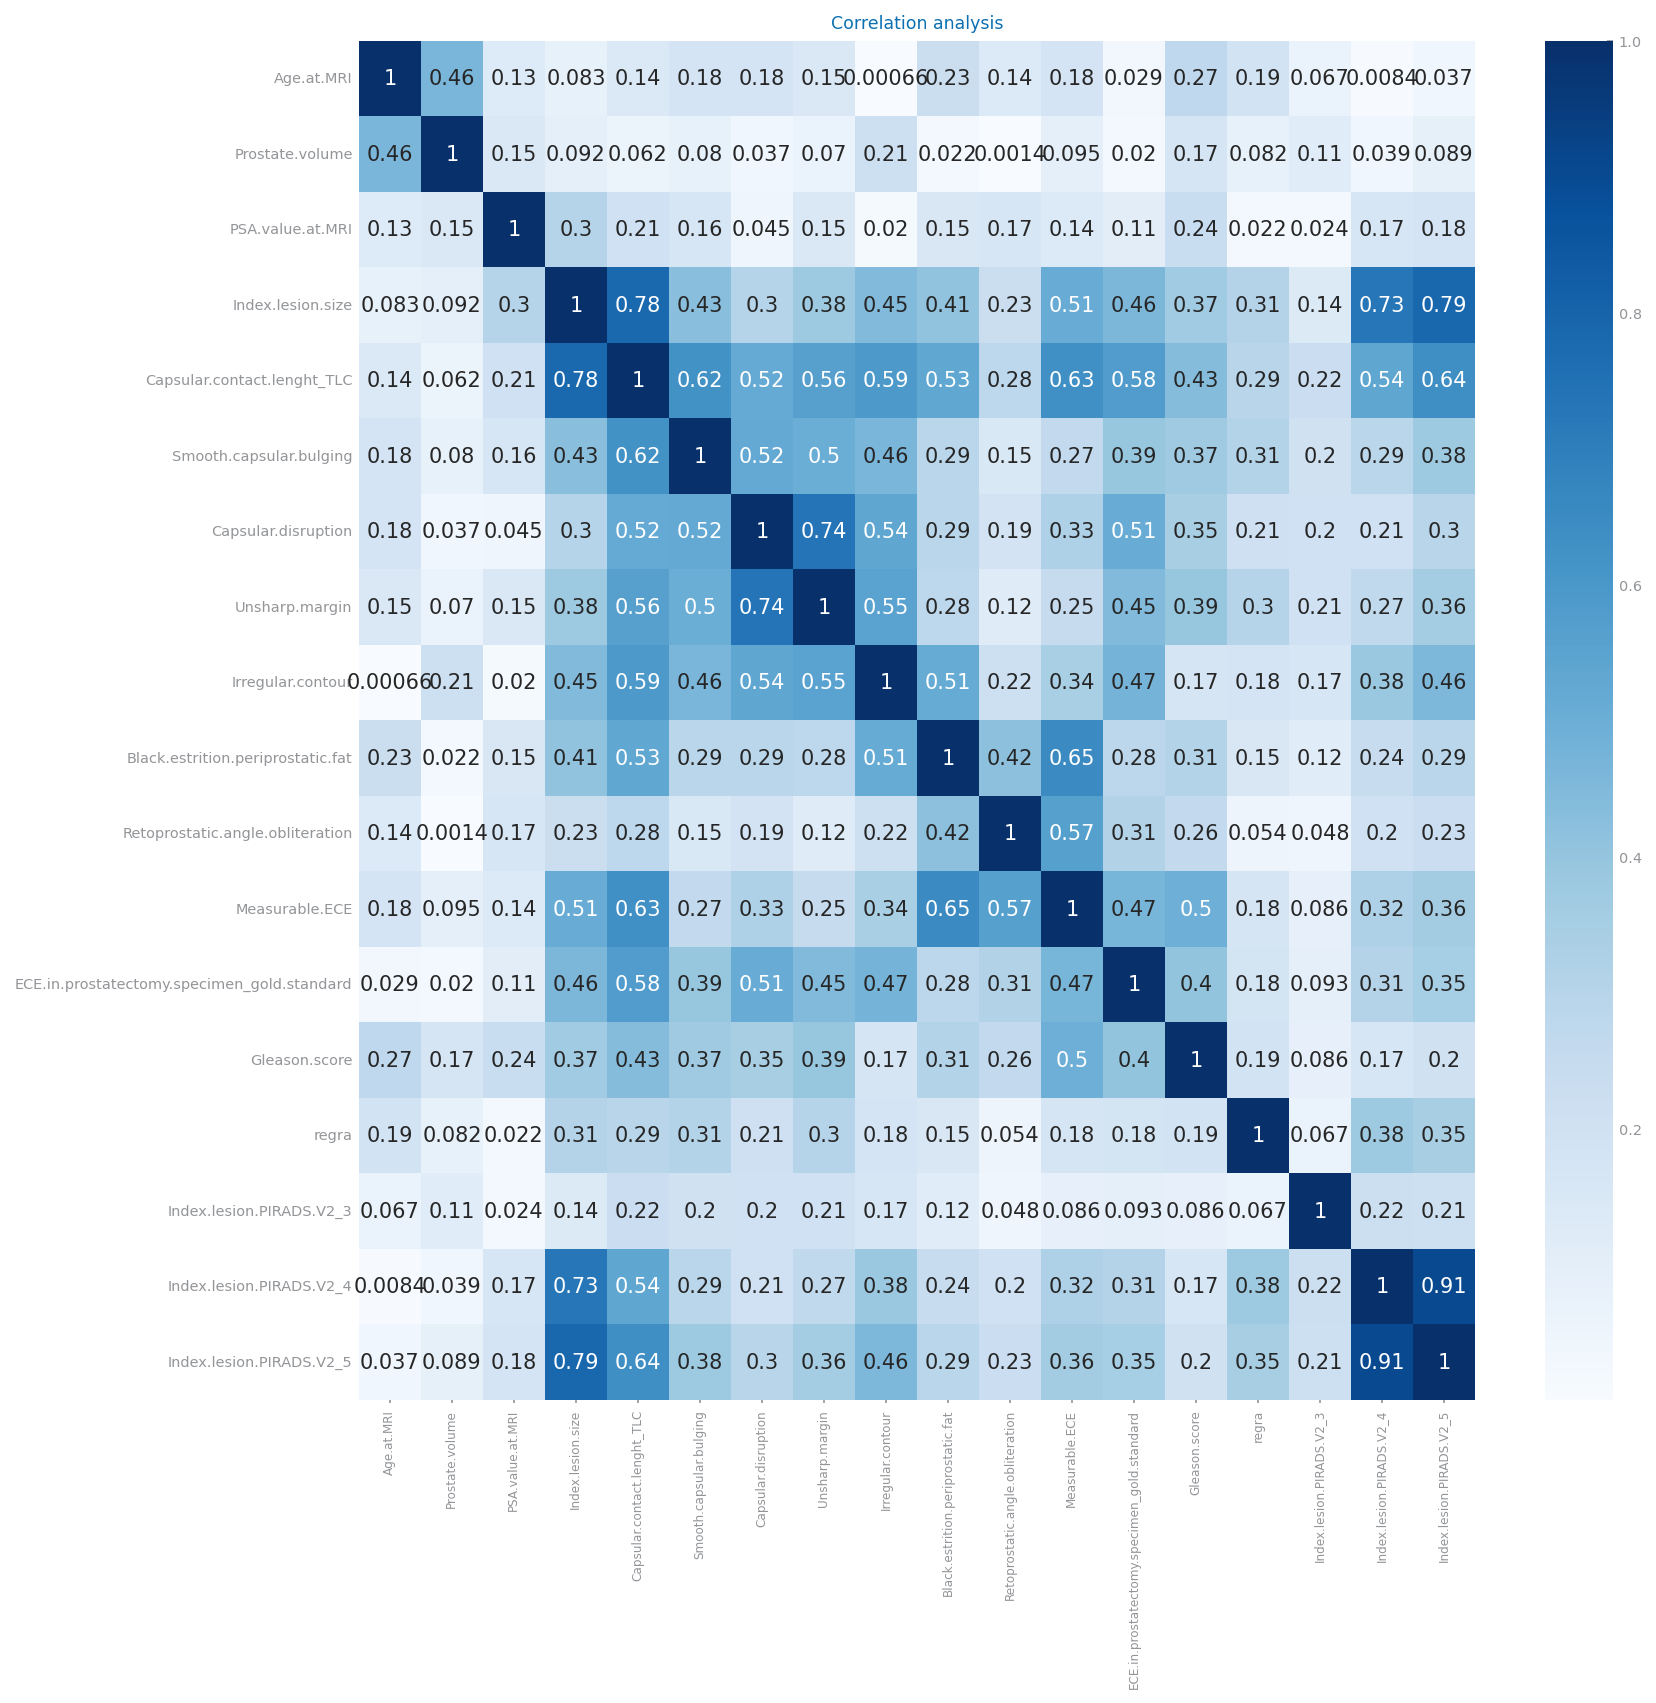 Correlation analysis
Age.at.MRI 1 0.46 0.13 0.083 0.14 0.18 0.18 0.15 0.00066 0.23 0.14 0.18 0.029 0.27 0.19 0.067 0.0084 0.037
Prostate.volume 0.46 1 0.15 0.092 0.062 0.08 0.037 0.07 0.21 0.022 0.0014 0.095 0.02 0.17 0.082 0.11 0.039 0.089
PSA.value.at.MRI 0.13 0.15 1 0.3 0.21 0.16 0.045 0.15 0.02 0.15 0.17 0.14 0.11 0.24 0.022 0.024 0.17 0.18
Index.lesion.size 0.083 0.092 0.3 1 0.78 0.43 0.3 0.38 0.45 0.41 0.23 0.51 0.46 0.37 0.31 0.14 0.73 0.79
Capsular.contact.lenght_TLC 0.14 0.062 0.21 0.78 1 0.62 0.52 0.56 0.59 0.53 0.28 0.63 0.58 0.43 0.29 0.22 0.54 0.64
Smooth.capsular.bulging 0.18 0.08 0.16 0.43 0.62 1 0.52 0.5 0.46 0.29 0.15 0.27 0.39 0.37 0.31 0.2 0.29 0.38
Capsular.disruption 0.18 0.037 0.045 0.3 0.52 0.52 1 0.74 0.54 0.29 0.19 0.33 0.51 0.35 0.21 0.2 0.21 0.3
Unsharp.margin 0.15 0.07 0.15 0.38 0.56 0.5 0.74 1 0.55 0.28 0.12 0.25 0.45 0.39 0.3 0.21 0.27 0.36
Irregular.contour 0.00066 0.21 0.02 0.45 0.59 0.46 0.54 0.55 1 0.51 0.22 0.34 0.47 0.17 0.18 0.17 0.38 0.46
Black.estrition.periprostatic.fat 0.23 0.022 0.15 0.41 0.53 0.29 0.29 0.28 0.51 1 0.42 0.65 0.28 0.31 0.15 0.12 0.24 0.29
Retoprostatic.angle.obliteration 0.14 0.0014 0.17 0.23 0.28 0.15 0.19 0.12 0.22 0.42 1 0.57 0.31 0.26 0.054 0.048 0.2 0.23
Measurable.ECE 0.18 0.095 0.14 0.51 0.63 0.27 0.33 0.25 0.34 0.65 0.57 1 0.47 0.5 0.18 0.086 0.32 0.36
ECE.in.prostatectomy.specimen_gold.standard 0.029 0.02 0.11 0.46 0.58 0.39 0.51 0.45 0.47 0.28 0.31 0.47 1 0.4 0.18 0.093 0.31 0.35
Gleason.score 0.27 0.17 0.24 0.37 0.43 0.37 0.35 0.39 0.17 0.31 0.26 0.5 0.4 1 0.19 0.086 0.17 0.2
regra 0.19 0.082 0.022 0.31 0.29 0.31 0.21 0.3 0.18 0.15 0.054 0.18 0.18 0.19 1 0.067 0.38 0.35
Index.lesion.PIRADS.V2_3 0.067 0.11 0.024 0.14 0.22 0.2 0.2 0.21 0.17 0.12 0.048 0.086 0.093 0.086 0.067 1 0.22 0.21
Index.lesion.PIRADS.V2_4 0.0084 0.039 0.17 0.73 0.54 0.29 0.21 0.27 0.38 0.24 0.2 0.32 0.31 0.17 0.38 0.22 1 0.91
Index.lesion.PIRADS.V2_5 0.037 0.089 0.18 0.79 0.64 0.38 0.3 0.36 0.46 0.29 0.23 0.36 0.35 0.2 0.35 0.21 0.91 1
Age.at.MRI
Prostate.volume
PSA.value.at.MRI
Index.lesion.size
Capsular.contact.lenght_TLC
Smooth.capsular.bulging
Capsular.disruption
Unsharp.margin
Irregular.contour
Black.estrition.periprostatic.fat
Retoprostatic.angle.obliteration
Measurable.ECE
ECE.in.prostatectomy.specimen_gold.standard
Gleason.score
regra
Index.lesion.PIRADS.V2_3
Index.lesion.PIRADS.V2_4
Index.lesion.PIRADS.V2_5
1.0
0.8
0.6
0.4
0.2